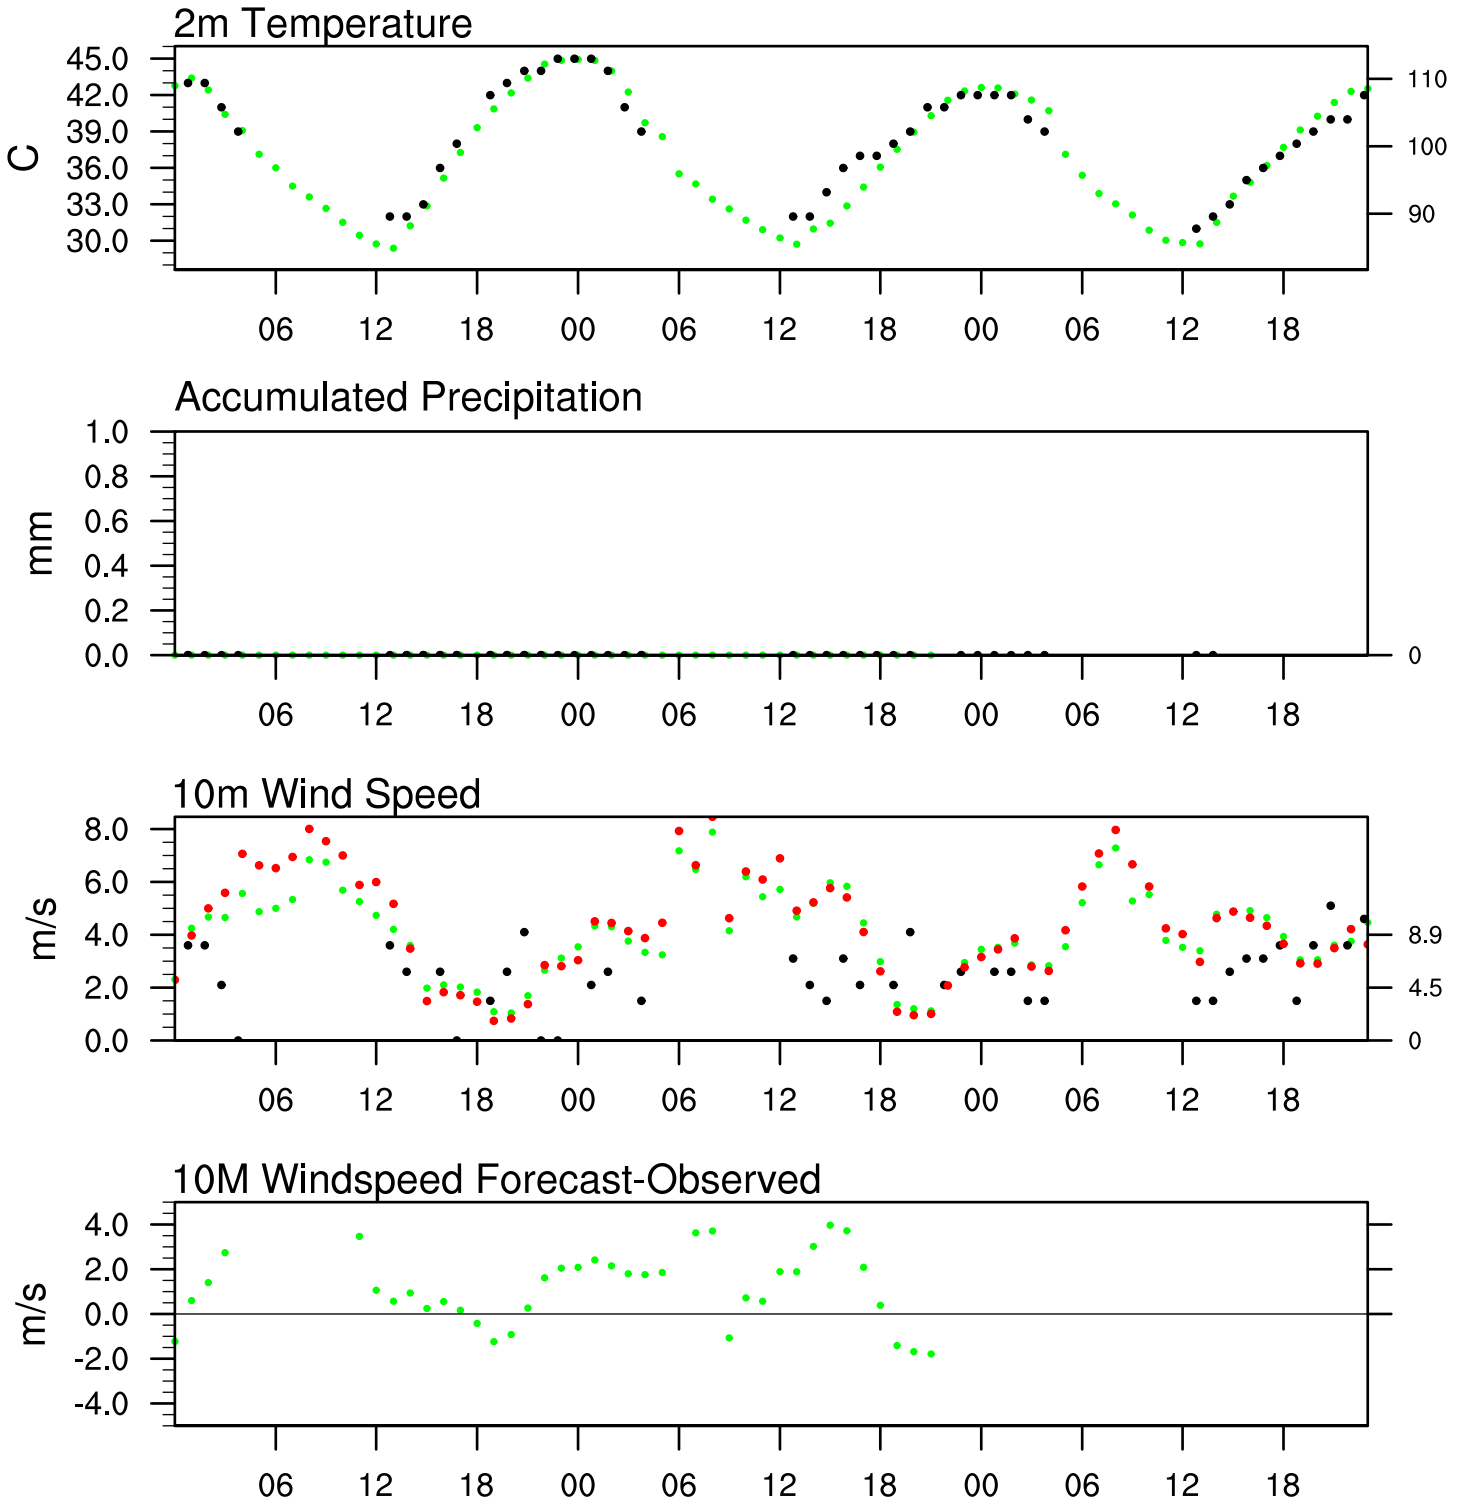 2m Temperature
45.0
42.0
39.0
36.0
33.0
30.0
C
110
100
90
06 12 18 00 06 12 18 00 06 12 18
Accumulated Precipitation
1.0
0.8
0.6
0.4
0.2
0.0
mm
0
06 12 18 00 06 12 18 00 06 12 18
10m Wind Speed
8.0
6.0
4.0
2.0
0.0
m/s
8.9
4.5
0
06 12 18 00 06 12 18 00 06 12 18
10M Windspeed Forecast-Observed
4.0
2.0
0.0
-2.0
-4.0
m/s
06 12 18 00 06 12 18 00 06 12 18